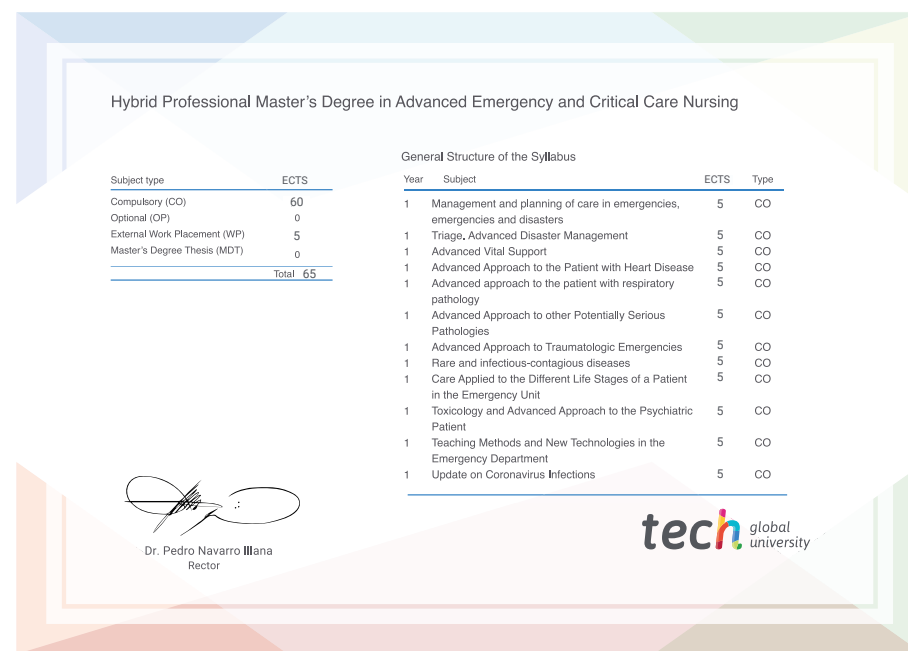 Hybrid Professional Master's Degree in Advanced Emergency and Critical Care Nursing
Subject type ECTS
Compulsory (CO) 60
Optional (OP) 0
External Work Placement (WP) 5
Master's Degree Thesis (MDT) 0
Total 65
General Structure of the Syllabus
Year Subject ECTS Type
1 Management and planning of care in emergencies, 5 CO
emergencies and disasters
1 Triage. Advanced Disaster Management 5 CO
1 Advanced Vital Support 5 CO
1 Advanced Approach to the Patient with Heart Disease 5 CO
1 Advanced approach to the patient with respiratory 5 CO
pathology
1 Advanced Approach to other Potentially Serious 5 CO
Pathologies
1 Advanced Approach to Traumatologic Emergencies 5 CO
1 Rare and infectious-contagious diseases 5 CO
1 Care Applied to the Different Life Stages of a Patient 5 CO
in the Emergency Unit
1 Toxicology and Advanced Approach to the Psychiatric 5 CO
Patient
1 Teaching Methods and New Technologies in the 5 CO
Emergency Department
1 Update on Coronavirus Infections 5 CO
Dr. Pedro Navarro Illana
Rector
tech global
university